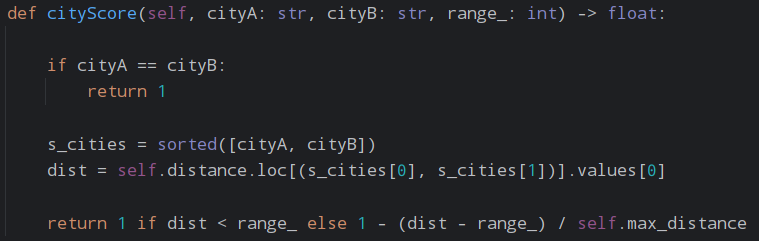 def cityScore(self, cityA: str, cityB: str, range_: int) -> float:
if cityA == cityB:
return 1
s_cities = sorted([cityA, cityB])
dist = self.distance.loc[(s_cities[0], s_cities[1])].values[0]
return 1 if dist < range_ else 1 - (dist - range_) / self.max_distance